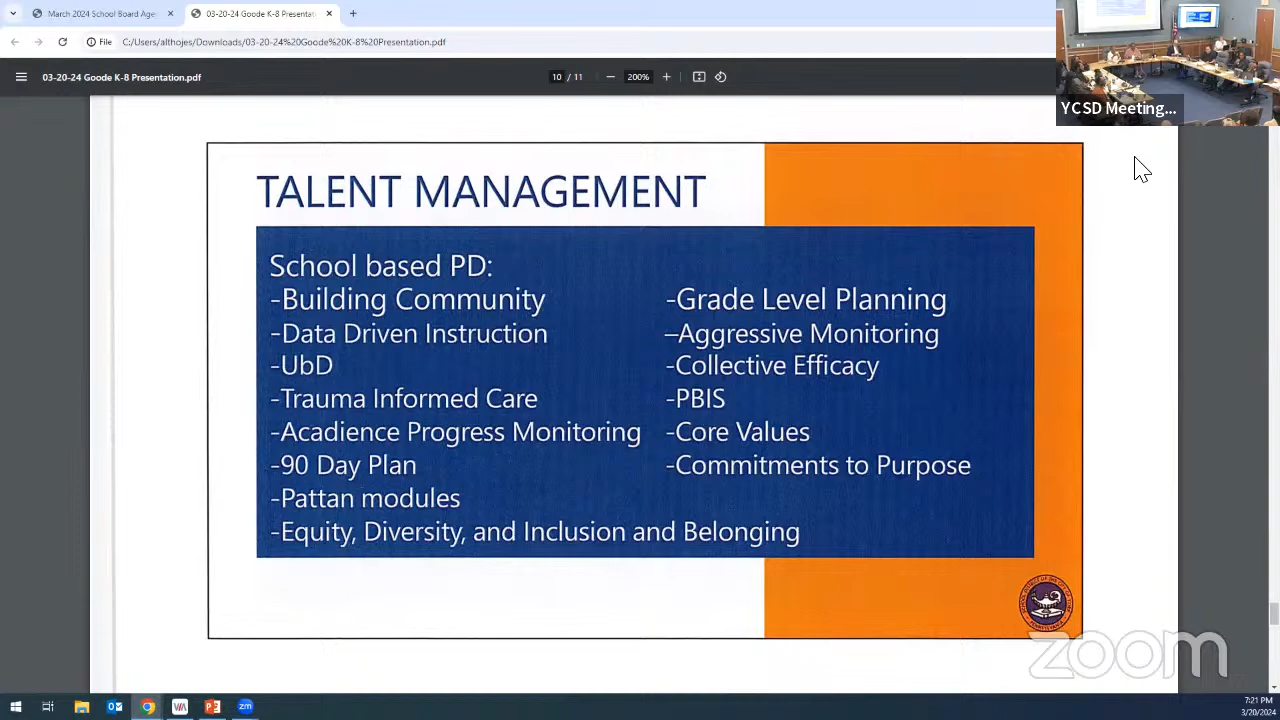 March 2024 School Board Age
03-20-24 Goode K-8 Presentat
File
C:/Users/althojes/Downloads/03-20-24%20Goode%20K-8%20Presentation.pdf
03-20-24 Goode K-8 Presentation.pdf
10 / 11
200%
YCSD Meeting...
TALENT MANAGEMENT
School based PD:
-Building Community
-Data Driven Instruction
-UbD
-Trauma Informed Care
-Acadience Progress Monitoring
-90 Day Plan
-Pattan modules
-Equity, Diversity, and Inclusion and Belonging
-Grade Level Planning
–Aggressive Monitoring
-Collective Efficacy
-PBIS
-Core Values
-Commitments to Purpose
zoom
7:21 PM
3/20/2024